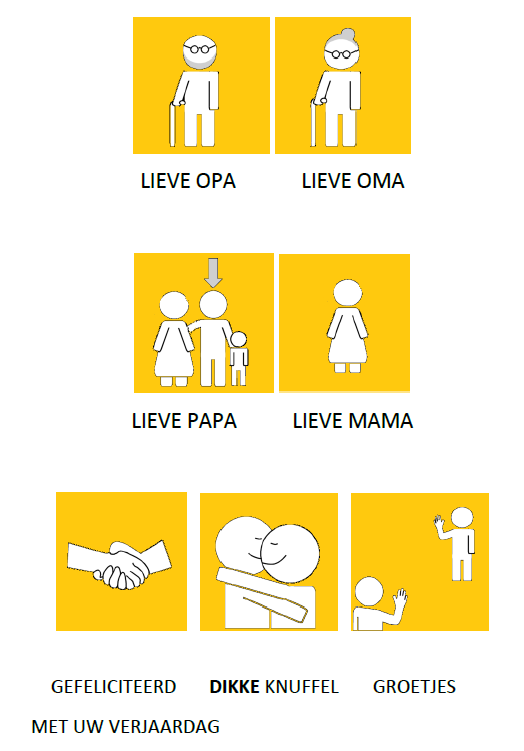 LIEVE OPA LIEVE OMA
LIEVE PAPA LIEVE MAMA
GEFELICITEERD DIKKE KNUFFEL GROETJES
MET UW VERJAARDAG